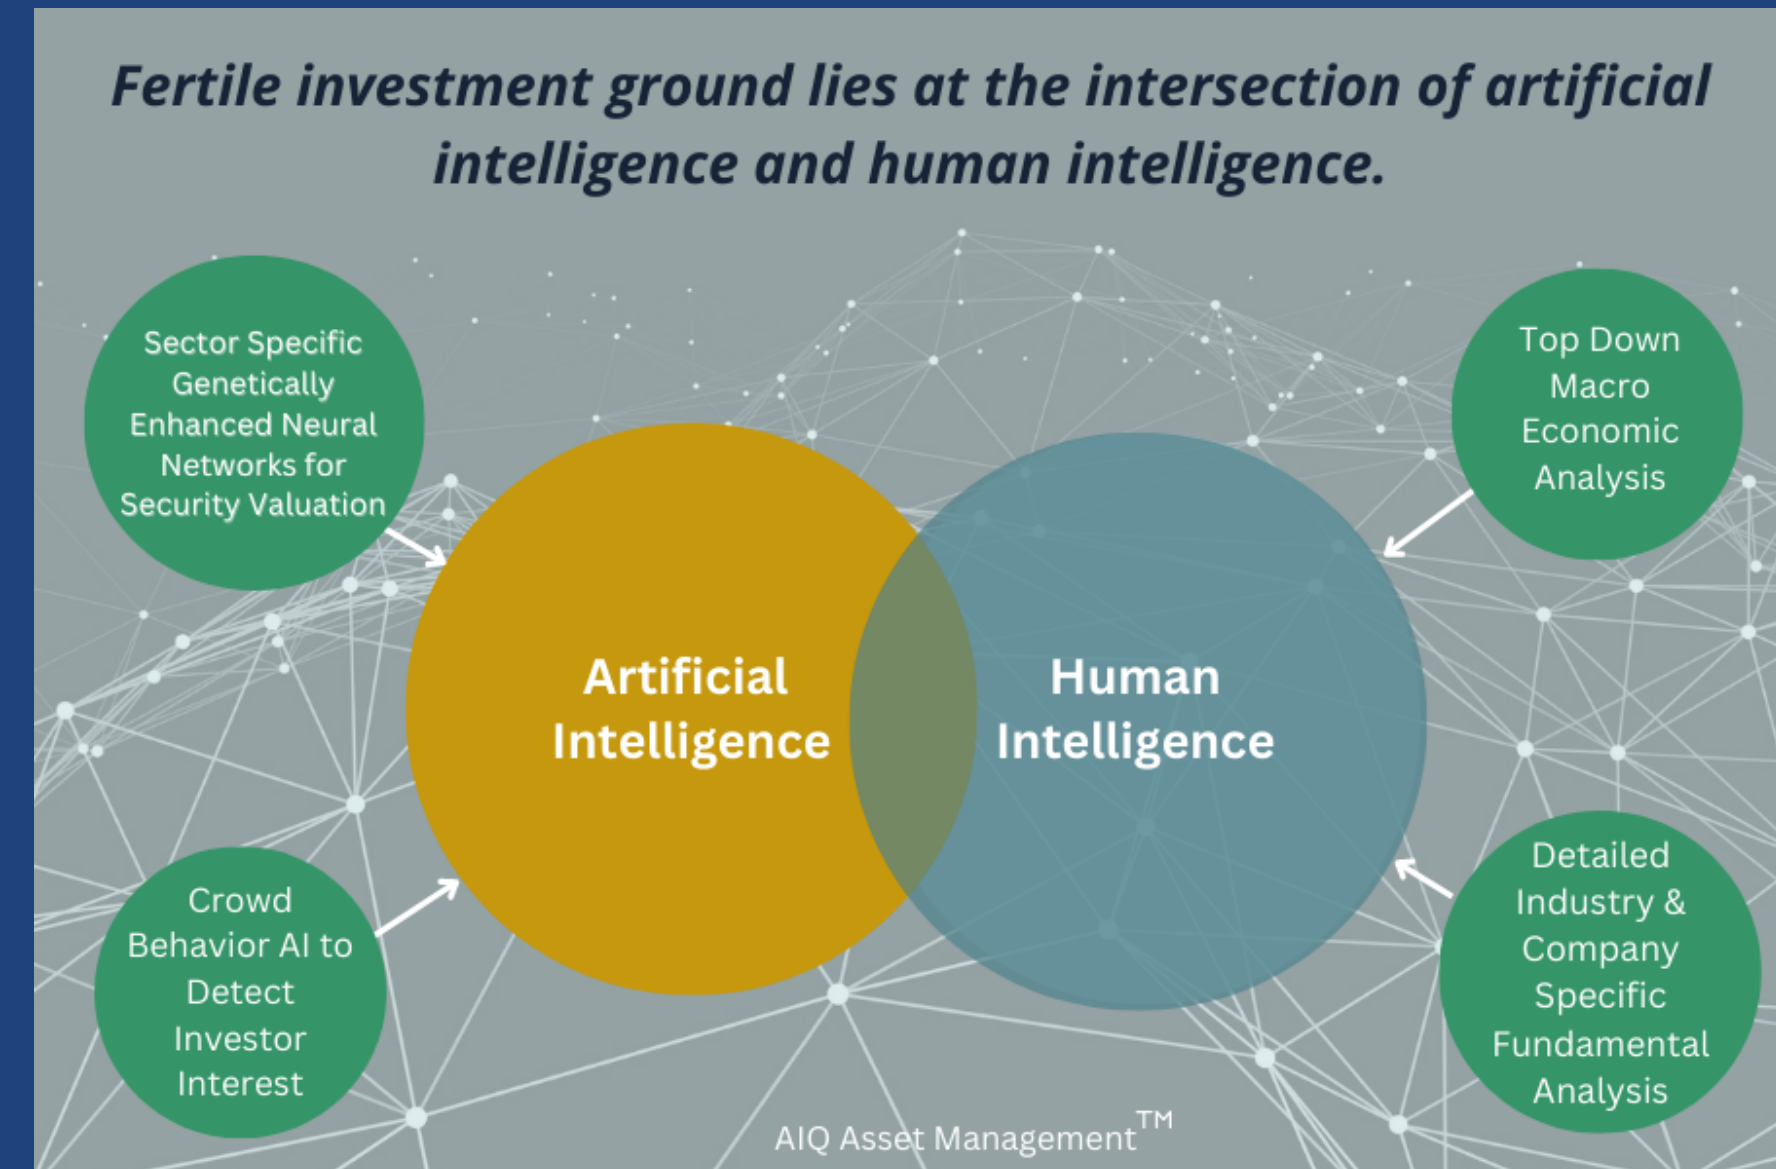 Fertile investment ground lies at the intersection of artificial
intelligence and human intelligence.
Sector Specific
Genetically
Enhanced Neural
Networks for
Security Valuation
Top Down
Macro
Economic
Analysis
Artificial
Intelligence
Human
Intelligence
Crowd
Behavior AI to
Detect
Investor
Interest
Detailed
Industry &
Company
Specific
Fundamental
Analysis
AIQ Asset Management™